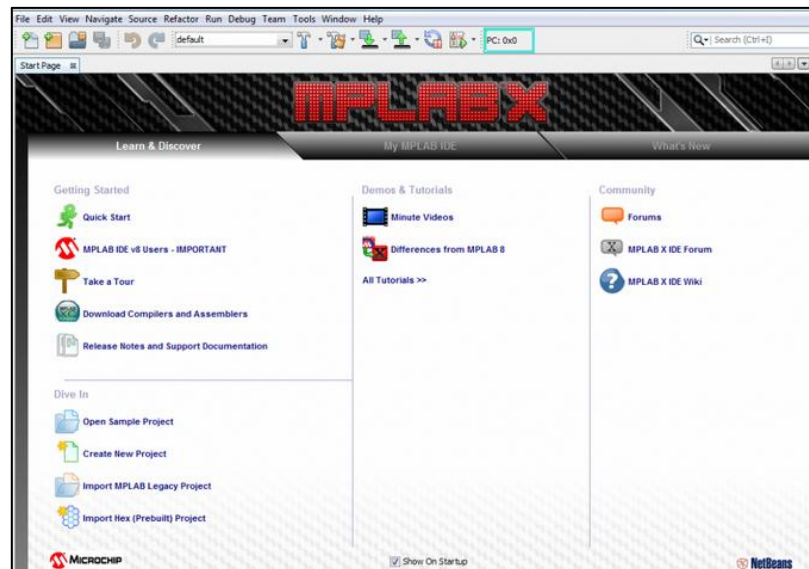 File Edit View Navigate Source Refactor Run Debug Team Tools Window Help
default PC: 0x0 Search (Ctrl+I)
Start Page
MPLABX
Learn & Discover My MPLAB IDE What's New
Getting Started
Quick Start
MPLAB IDE v8 Users - IMPORTANT
Take a Tour
Download Compilers and Assemblers
Release Notes and Support Documentation
Dive In
Open Sample Project
Create New Project
Import MPLAB Legacy Project
Import Hex (Prebuilt) Project
Demos & Tutorials
Minute Videos
Differences from MPLAB 8
All Tutorials >>
Community
Forums
MPLAB X IDE Forum
MPLAB X IDE Wiki
MICROCHIP
Show On Startup
NetBeans